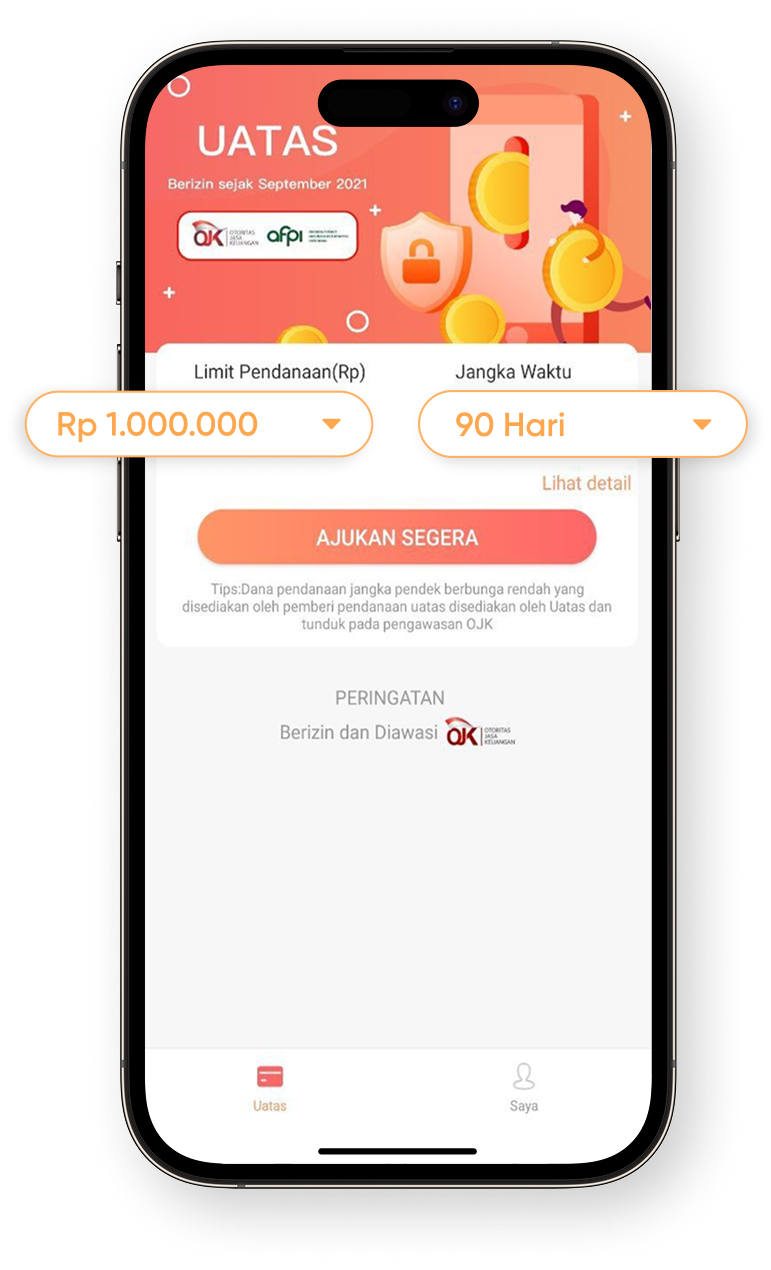 UATAS
Berizin sejak September 2021
OJK OTORITAS JASA KEUANGAN afpi
Limit Pendanaan(Rp) Jangka Waktu
Rp 1.000.000 90 Hari
Lihat detail
AJUKAN SEGERA
Tips:Dana pendanaan jangka pendek berbunga rendah yang
disediakan oleh pemberi pendanaan uatas disediakan oleh Uatas dan
tunduk pada pengawasan OJK
PERINGATAN
Berizin dan Diawasi OJK OTORITAS JASA KEUANGAN
Uatas Saya